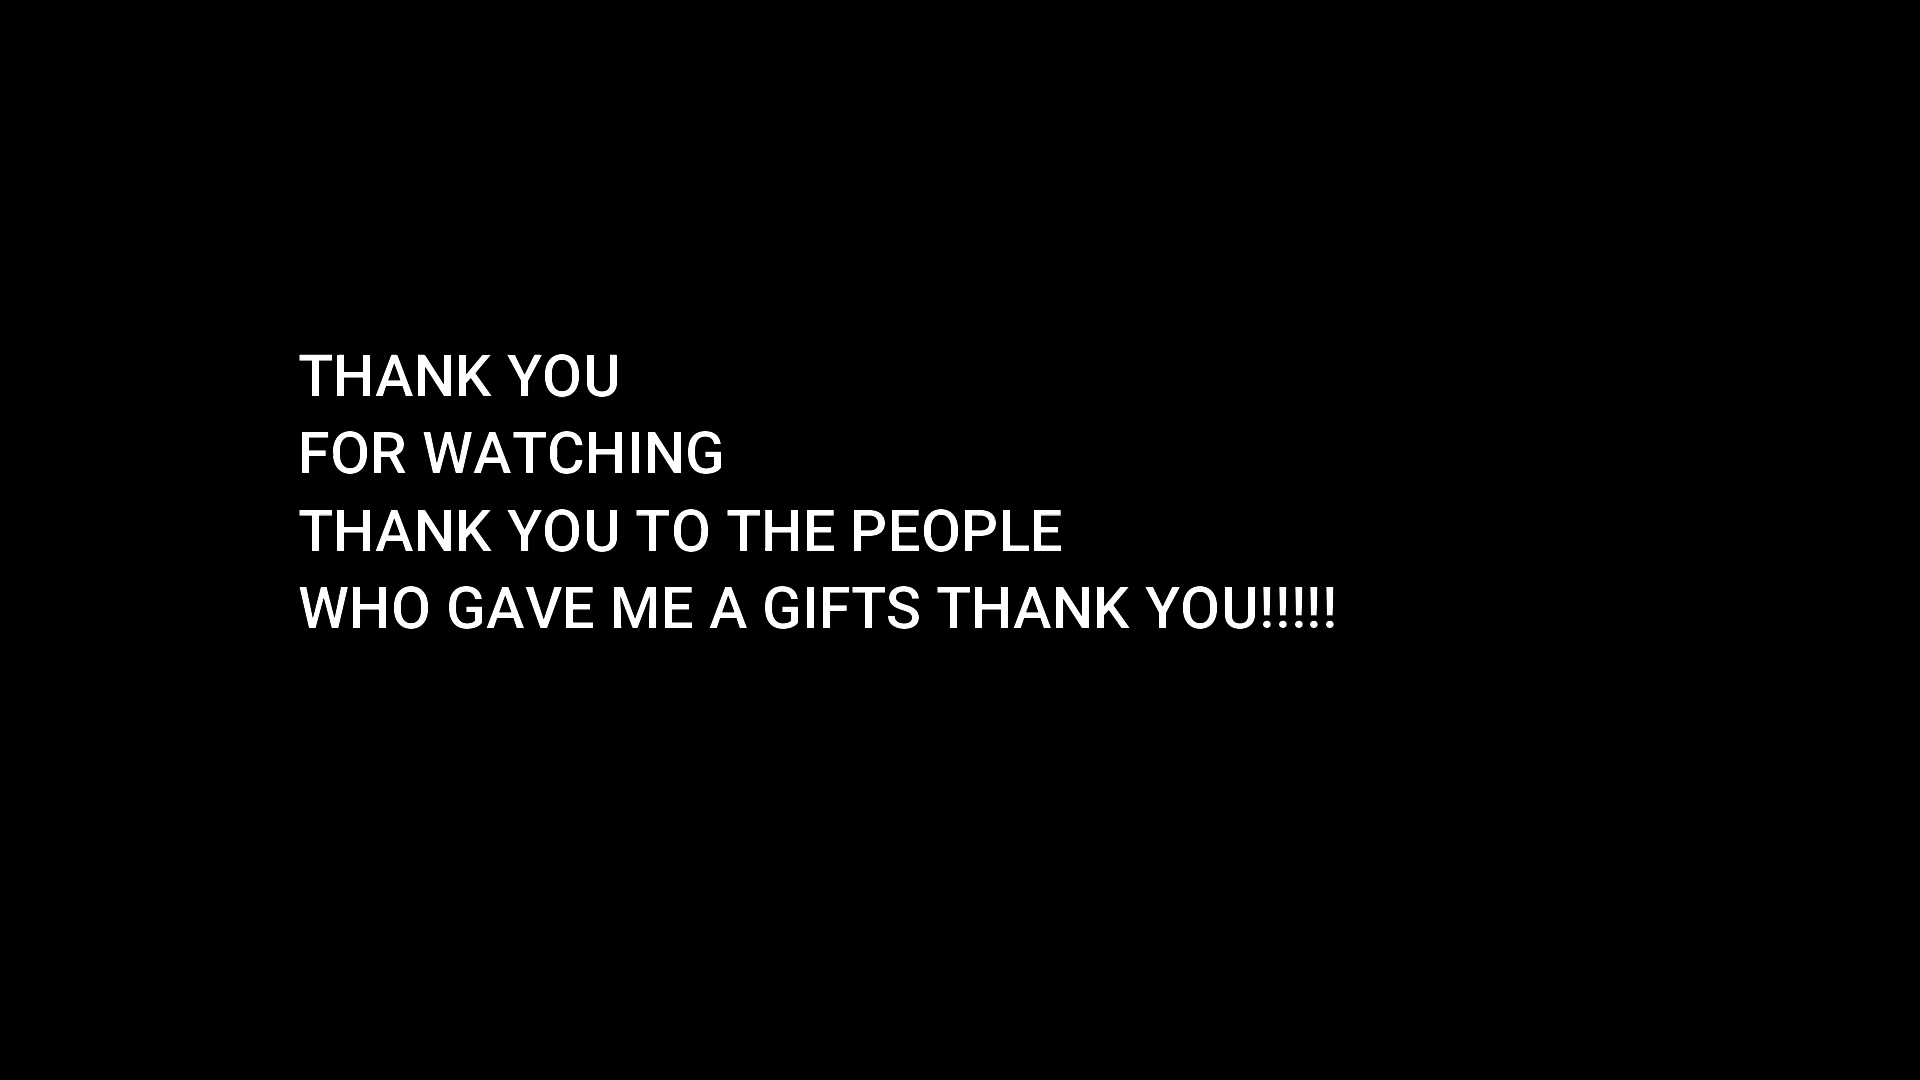 THANK YOU
FOR WATCHING
THANK YOU TO THE PEOPLE
WHO GAVE ME A GIFTS THANK YOU!!!!!